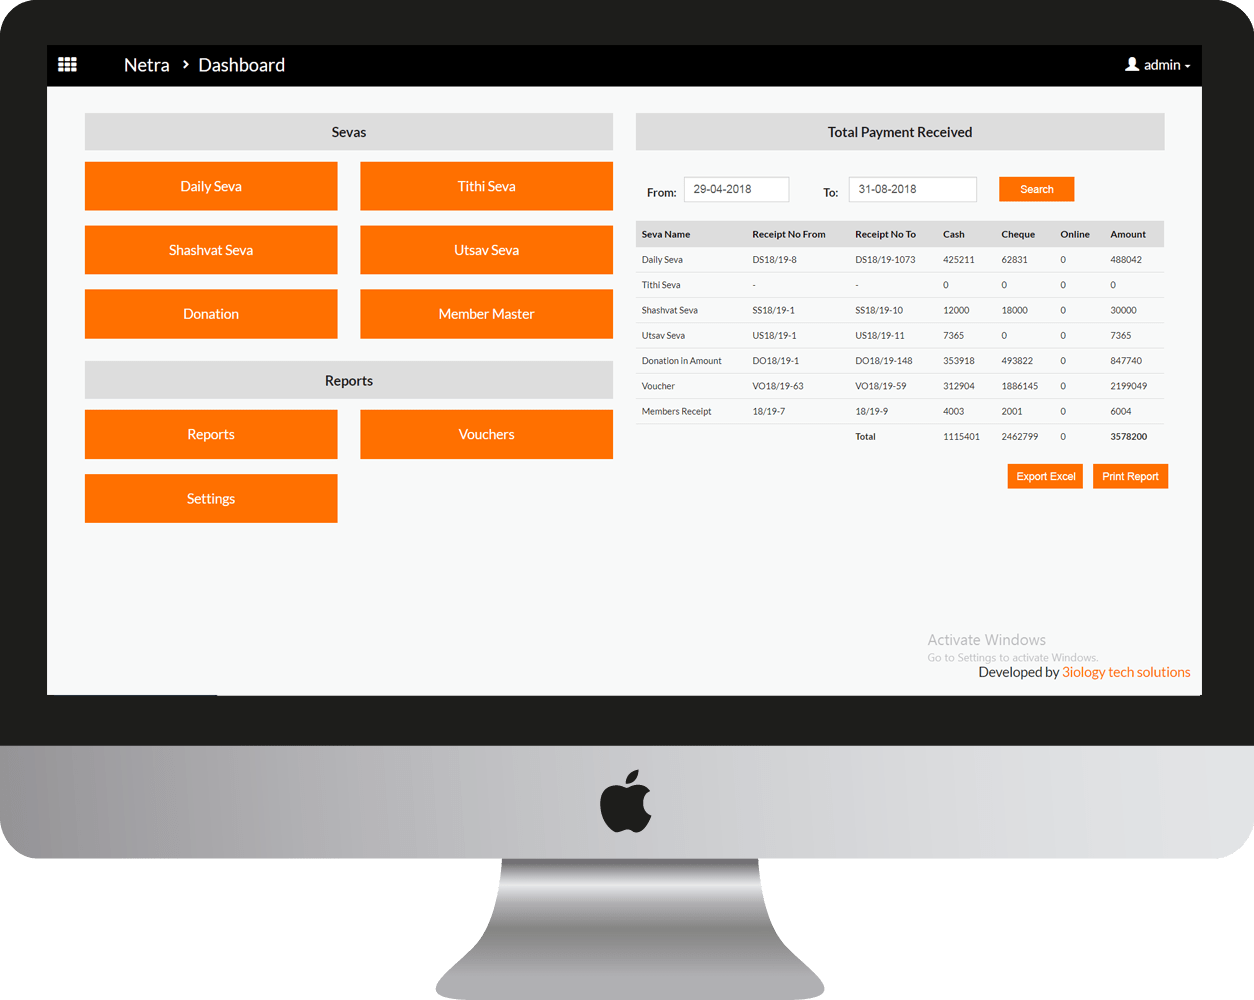 Netra > Dashboard
admin
Sevas
Daily Seva
Tithi Seva
Shashvat Seva
Utsav Seva
Donation
Member Master
Reports
Reports
Vouchers
Settings
Total Payment Received
From: 29-04-2018 To: 31-08-2018 Search
Seva Name Receipt No From Receipt No To Cash Cheque Online Amount
Daily Seva DS18/19-8 DS18/19-1073 425211 62831 0 488042
Tithi Seva - - 0 0 0 0
Shashvat Seva SS18/19-1 SS18/19-10 12000 18000 0 30000
Utsav Seva US18/19-1 US18/19-11 7365 0 0 7365
Donation in Amount DO18/19-1 DO18/19-148 353918 493822 0 847740
Voucher VO18/19-63 VO18/19-59 312904 1886145 0 2199049
Members Receipt 18/19-7 18/19-9 4003 2001 0 6004
Total 1115401 2462799 0 3578200
Export Excel Print Report
Activate Windows
Go to Settings to activate Windows.
Developed by 3iology tech solutions